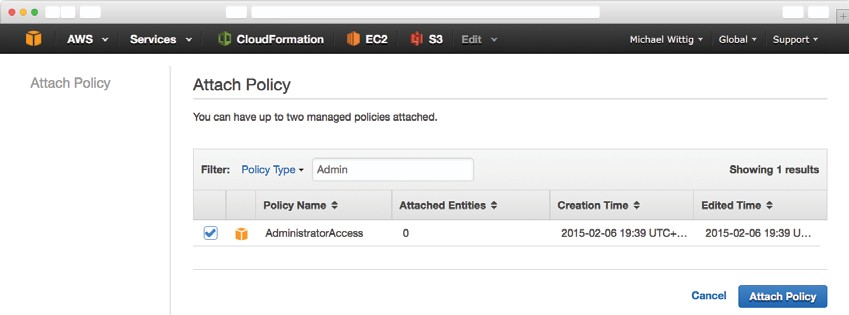 AWS Services CloudFormation EC2 S3 Edit Michael Wittig Global Support
Attach Policy
Attach Policy
You can have up to two managed policies attached.
Filter: Policy Type Admin Showing 1 results
Policy Name Attached Entities Creation Time Edited Time
AdministratorAccess 0 2015-02-06 19:39 UTC+... 2015-02-06 19:39 U...
Cancel Attach Policy